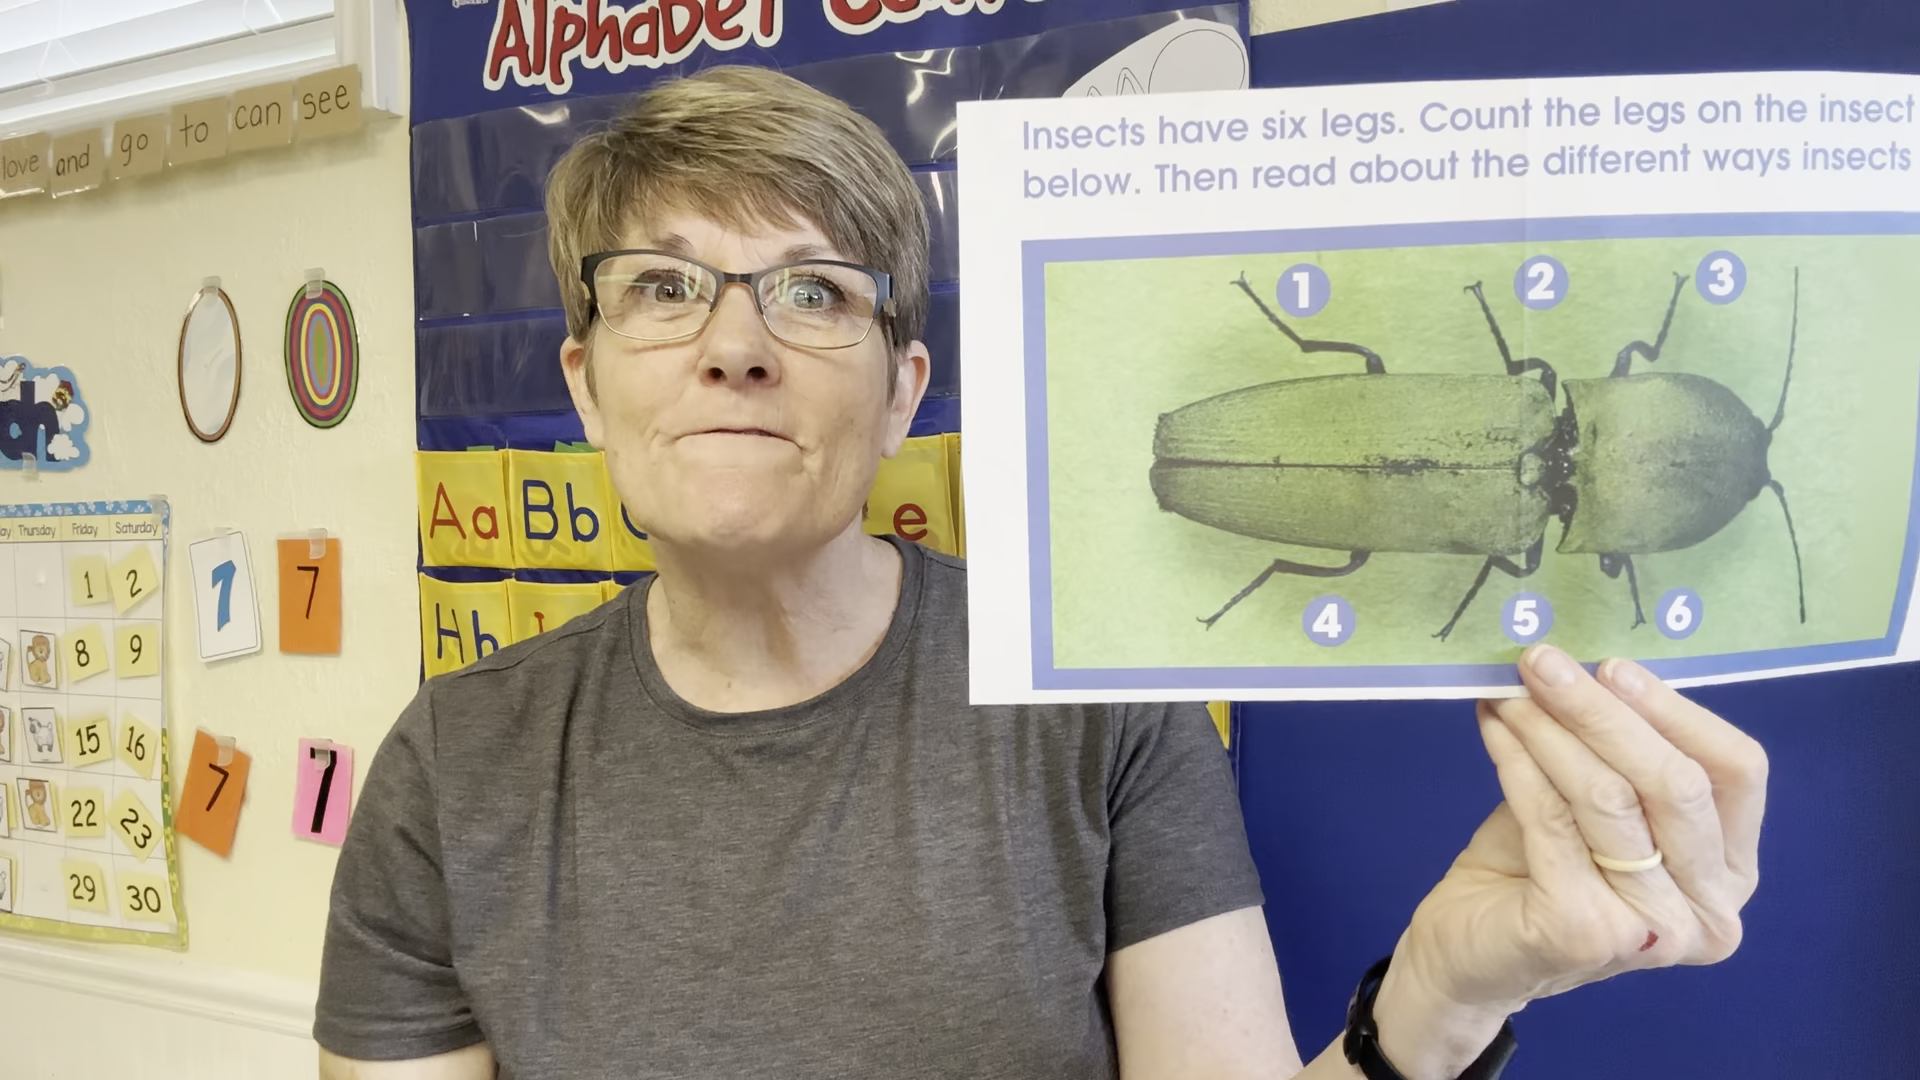 Alphabet
love and go to can see
Insects have six legs. Count the legs on the insect
below. Then read about the different ways insects
1 2 3
4 5 6
Aa Bb e
Hh
Thursday Friday Saturday
1 2
8 9
15 16
22 23
29 30
7 7
7 7